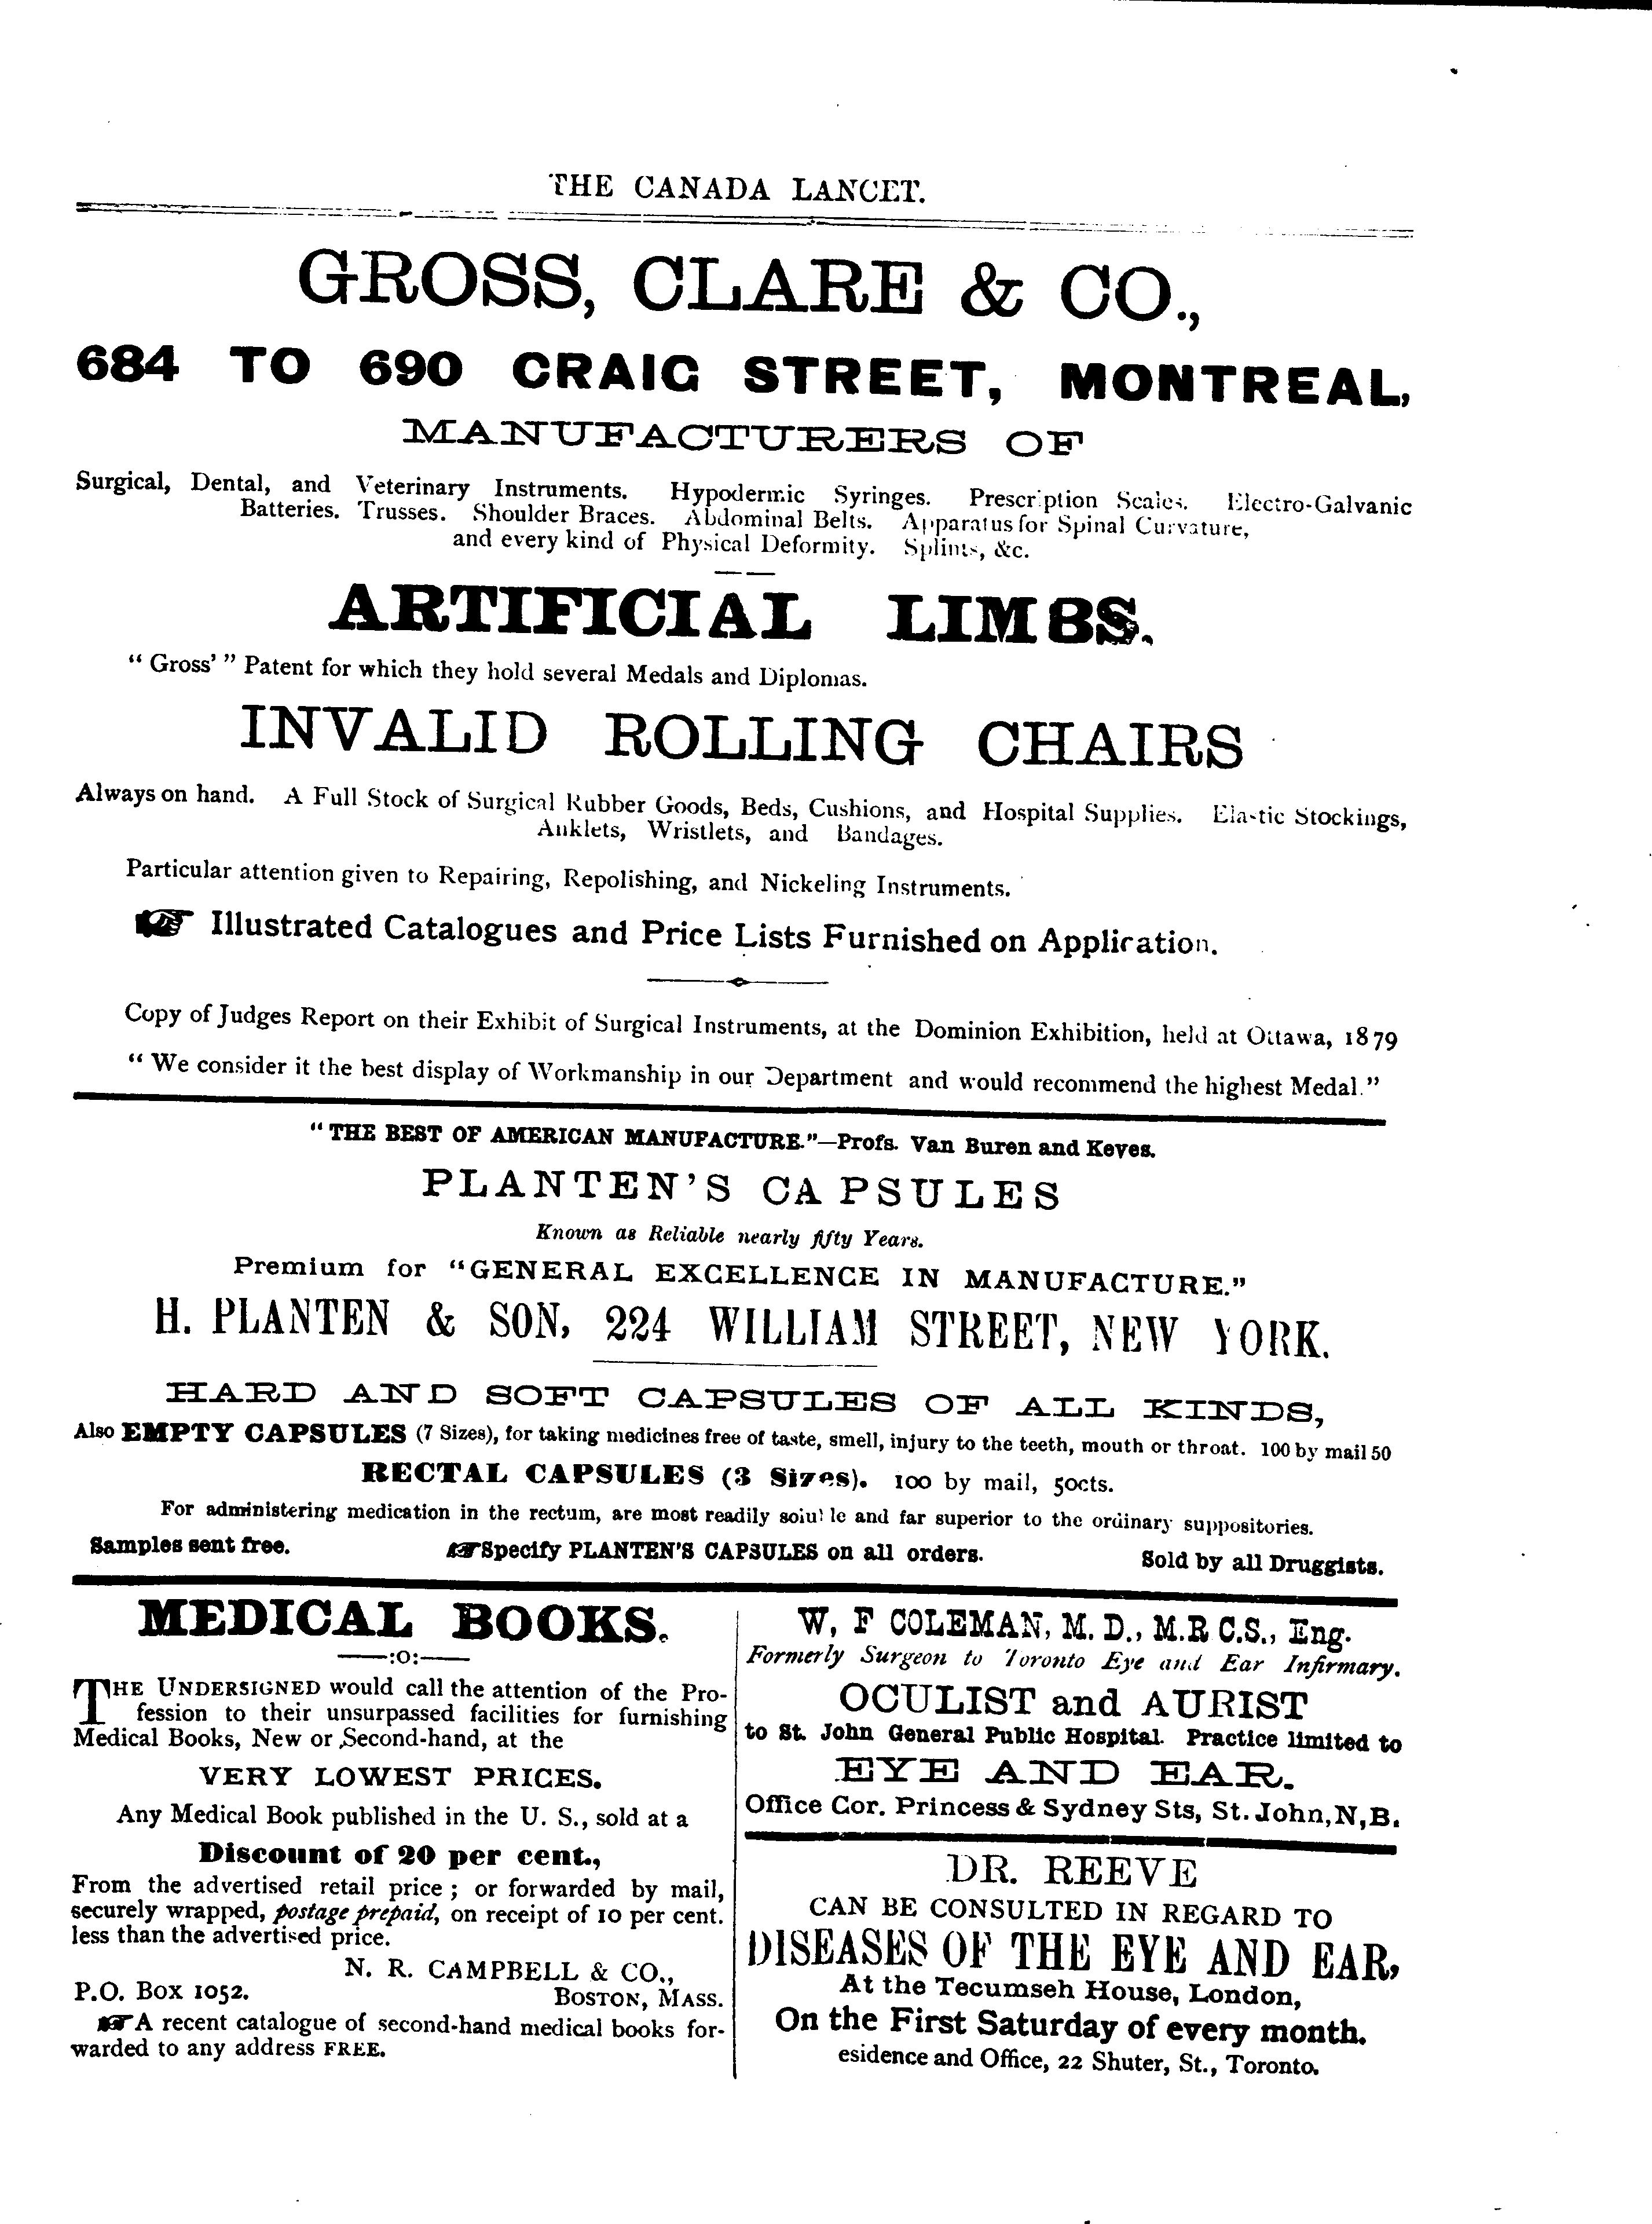 THE CANADA LANCET.
GROSS, CLARE & CO.,
684 TO 690 CRAIG STREET, MONTREAL,
MANUFACTURERS OF
Surgical, Dental, and Veterinary Instruments. Hypodermic Syringes. Prescription Scales. Electro-Galvanic
Batteries. Trusses. Shoulder Braces. Abdominal Belts. Apparatus for Spinal Curvature,
and every kind of Physical Deformity. Splints, &c.
ARTIFICIAL LIMBS.
"Gross'" Patent for which they hold several Medals and Diplomas.
INVALID ROLLING CHAIRS
Always on hand. A Full Stock of Surgical Rubber Goods, Beds, Cushions, and Hospital Supplies. Elastic Stockings,
Anklets, Wristlets, and Bandages.
Particular attention given to Repairing, Repolishing, and Nickeling Instruments.
☞ Illustrated Catalogues and Price Lists Furnished on Application.
Copy of Judges Report on their Exhibit of Surgical Instruments, at the Dominion Exhibition, held at Ottawa, 1879
"We consider it the best display of Workmanship in our Department and would recommend the highest Medal."
"THE BEST OF AMERICAN MANUFACTURE."—Profs. Van Buren and Keyes.
PLANTEN'S CAPSULES
Known as Reliable nearly fifty Years.
Premium for "GENERAL EXCELLENCE IN MANUFACTURE."
H. PLANTEN & SON, 224 WILLIAM STREET, NEW YORK.
HARD AND SOFT CAPSULES OF ALL KINDS,
Also EMPTY CAPSULES (7 Sizes), for taking medicines free of taste, smell, injury to the teeth, mouth or throat. 100 by mail 50
RECTAL CAPSULES (3 Sizes). 100 by mail, 50cts.
For administering medication in the rectum, are most readily soluble and far superior to the ordinary suppositories.
Samples sent free. ☞Specify PLANTEN'S CAPSULES on all orders. Sold by all Druggists.
MEDICAL BOOKS.
—:o:—
THE UNDERSIGNED would call the attention of the Pro-
fession to their unsurpassed facilities for furnishing
Medical Books, New or Second-hand, at the
VERY LOWEST PRICES.
Any Medical Book published in the U. S., sold at a
Discount of 20 per cent.,
From the advertised retail price; or forwarded by mail,
securely wrapped, postage prepaid, on receipt of 10 per cent.
less than the advertised price.
N. R. CAMPBELL & CO.,
P.O. Box 1052. BOSTON, MASS.
☞A recent catalogue of second-hand medical books for-
warded to any address FREE.
W, F COLEMAN, M. D., M.R C.S., Eng.
Formerly Surgeon to Toronto Eye and Ear Infirmary.
OCULIST and AURIST
to St. John General Public Hospital. Practice limited to
EYE AND EAR.
Office Cor. Princess & Sydney Sts, St. John, N,B.
DR. REEVE
CAN BE CONSULTED IN REGARD TO
DISEASES OF THE EYE AND EAR,
At the Tecumseh House, London,
On the First Saturday of every month.
esidence and Office, 22 Shuter, St., Toronto.